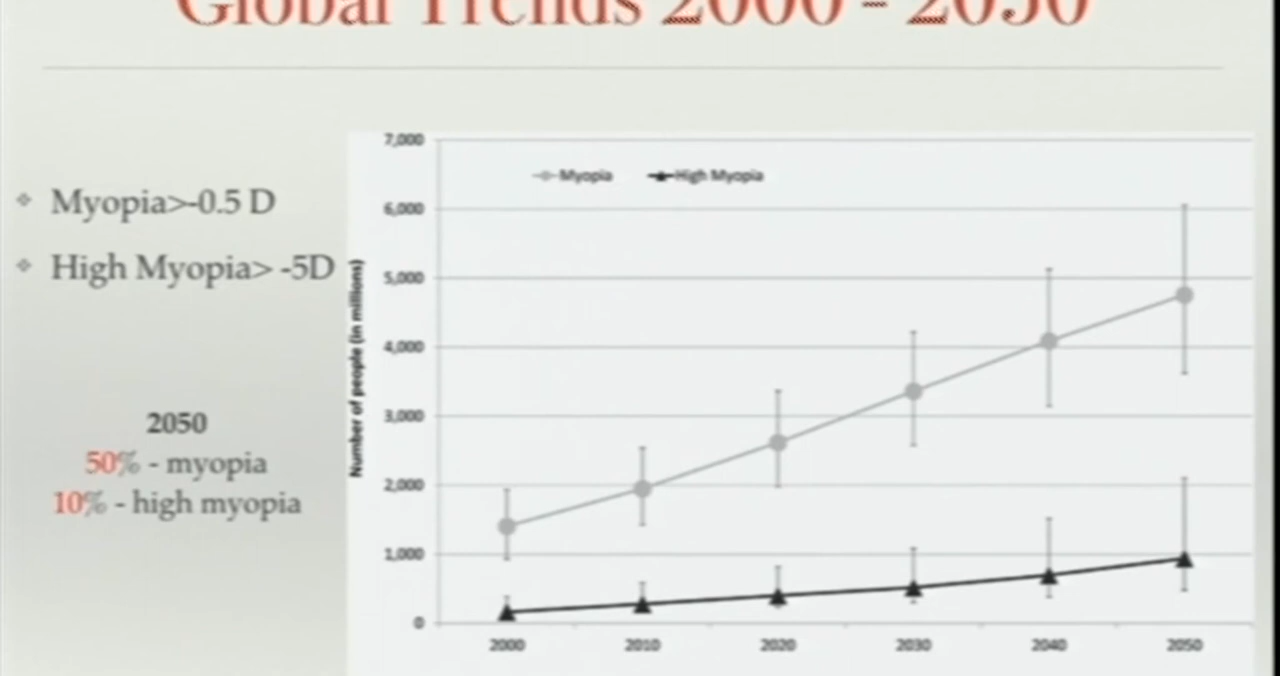 Global Trends 2000 - 2050
❖ Myopia>-0.5 D
❖ High Myopia> -5D
2050
50% - myopia
10% - high myopia
Number of people (in millions)
Myopia
High Myopia
7,000
6,000
5,000
4,000
3,000
2,000
1,000
0
2000 2010 2020 2030 2040 2050